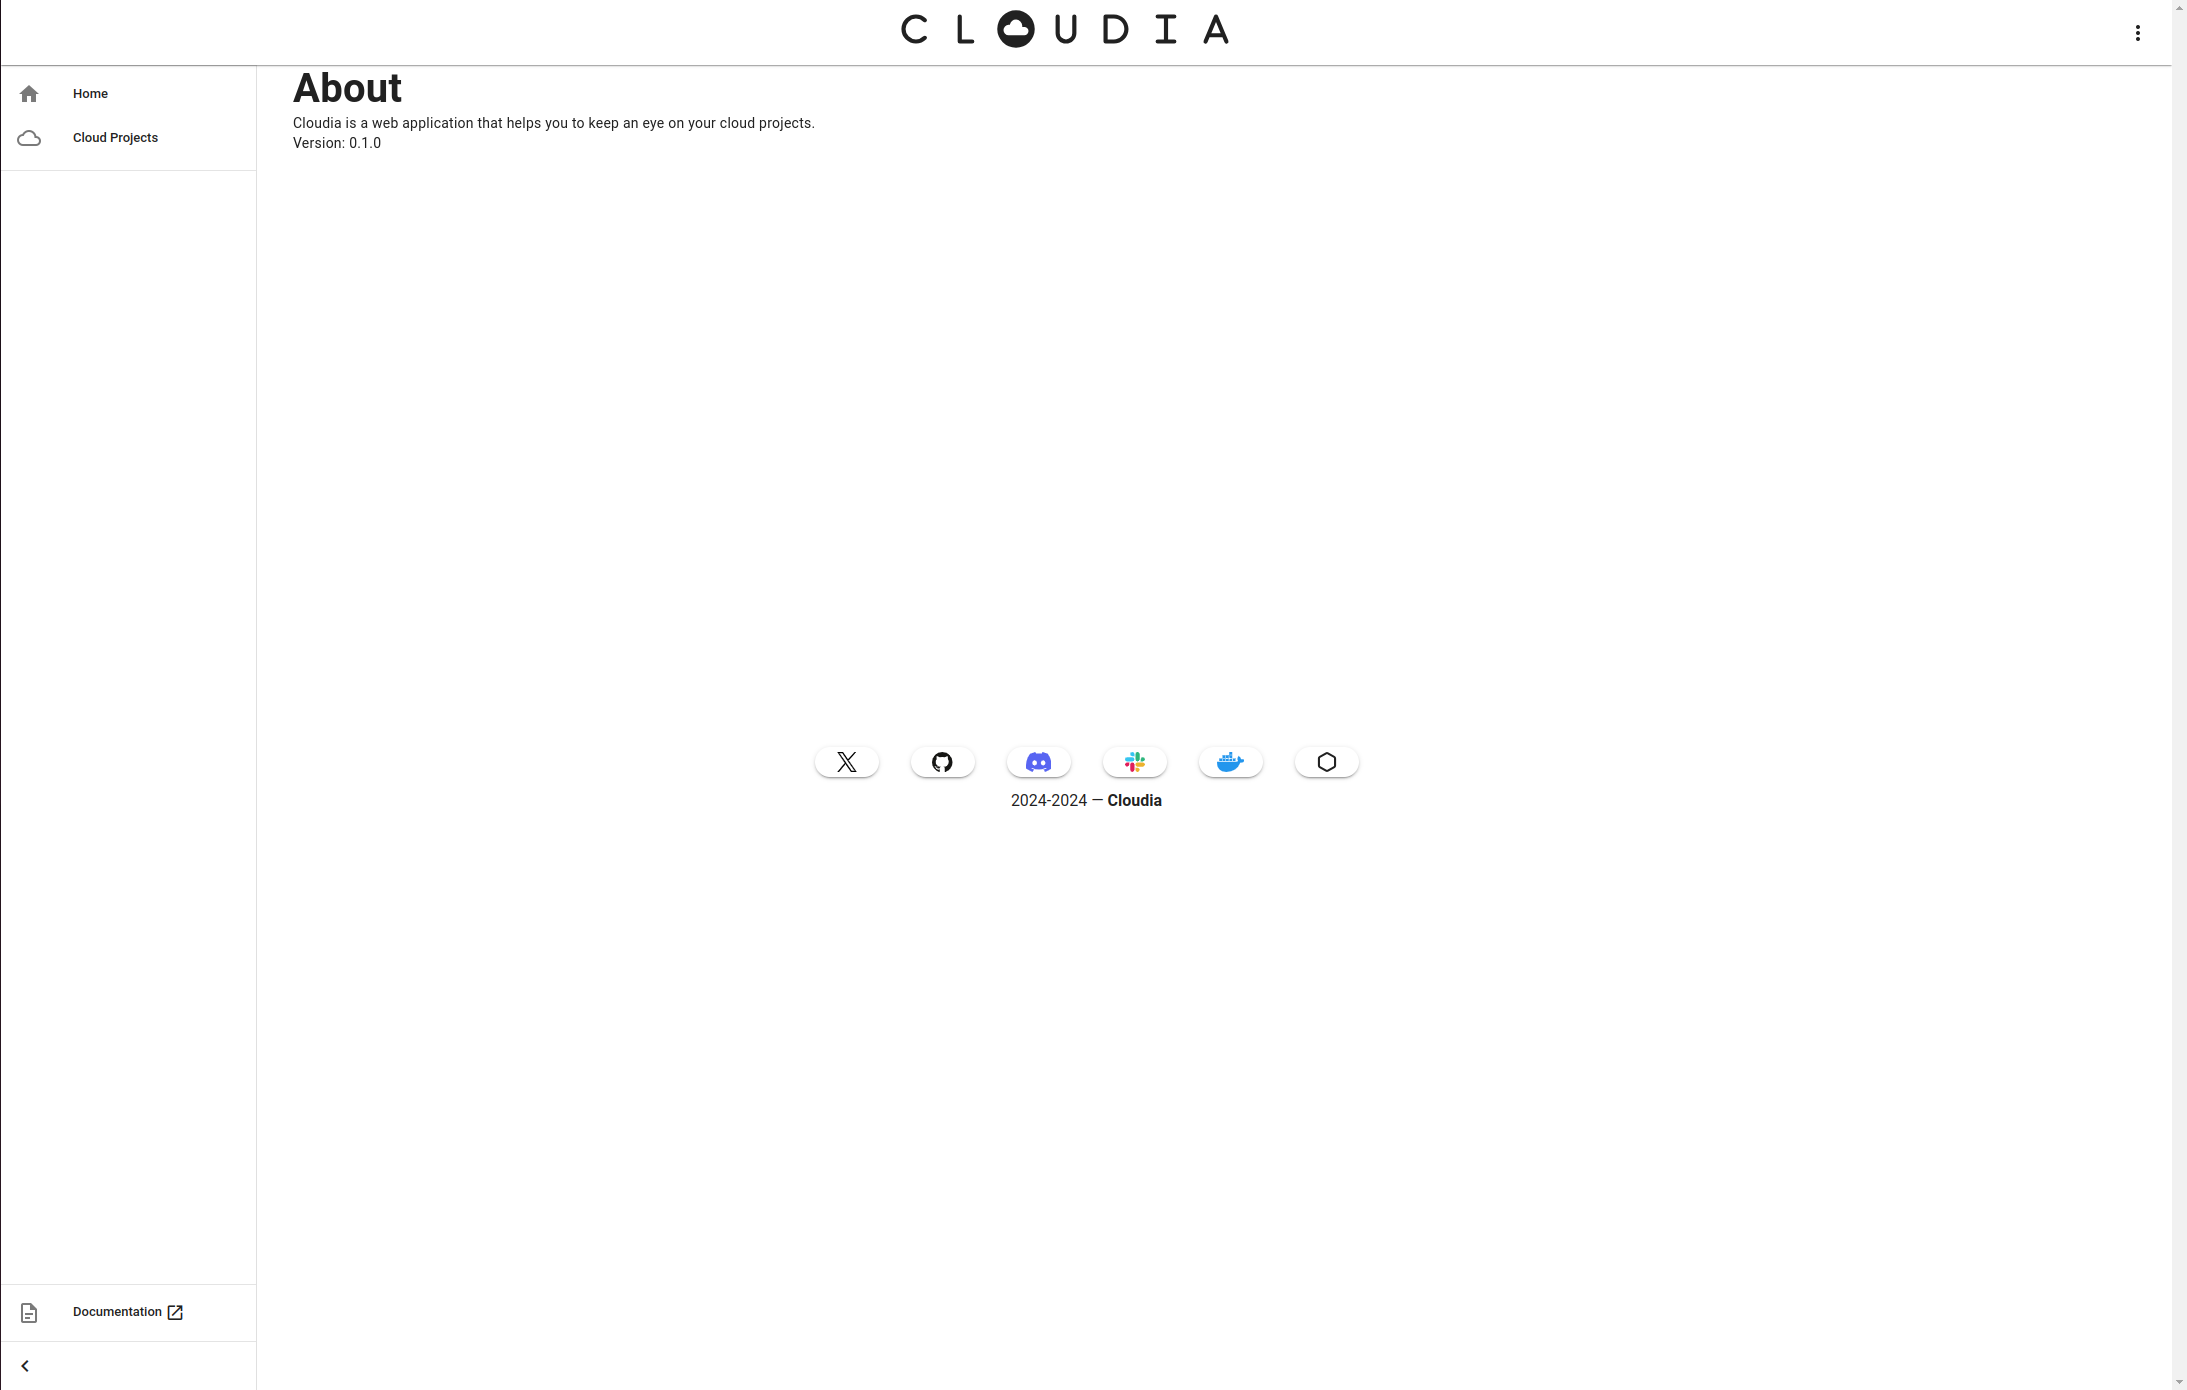 CLOUDIA
Home
Cloud Projects
About
Cloudia is a web application that helps you to keep an eye on your cloud projects.
Version: 0.1.0
2024-2024 — Cloudia
Documentation